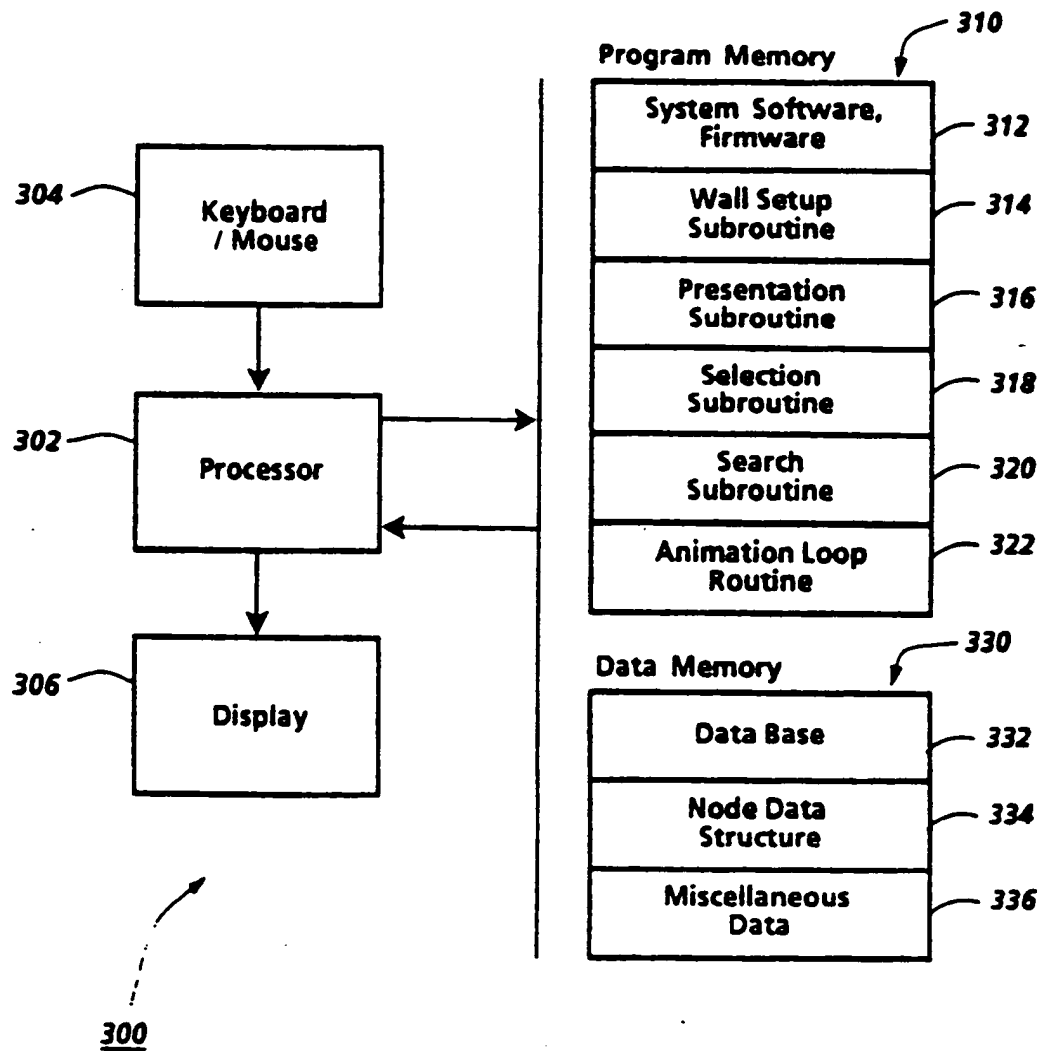 310
Program Memory
System Software,
Firmware
312
304
Keyboard
/ Mouse
Wall Setup
Subroutine
314
Presentation
Subroutine
316
Selection
Subroutine
318
302
Processor
Search
Subroutine
320
Animation Loop
Routine
322
330
Data Memory
306
Display
Data Base
332
Node Data
Structure
334
Miscellaneous
Data
336
300